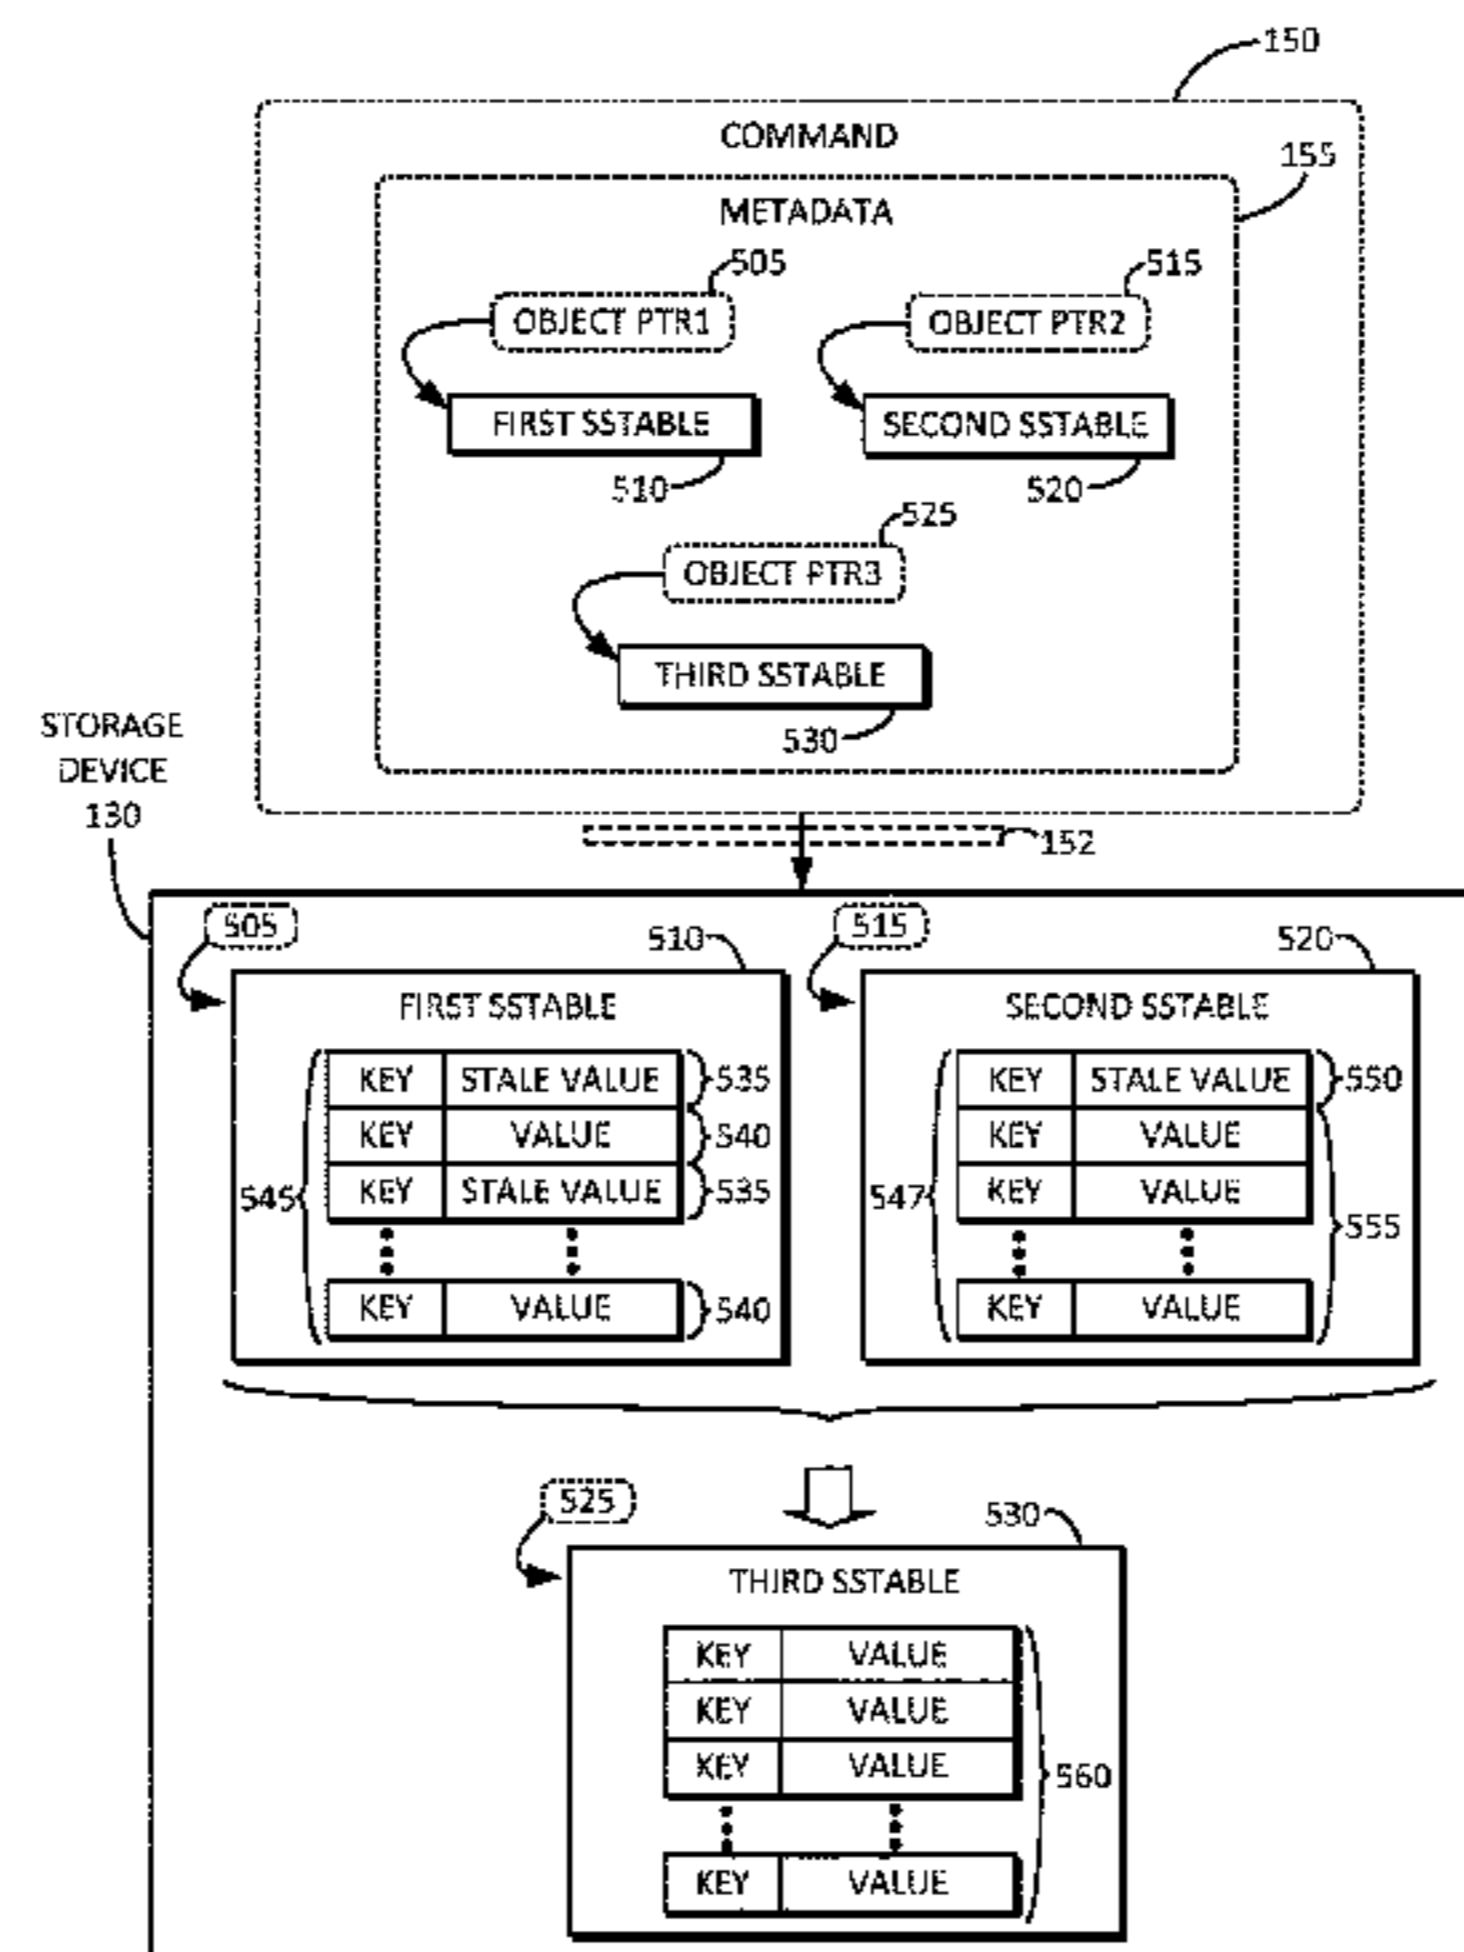 150
COMMAND
155
METADATA
505
515
OBJECT PTR1
OBJECT PTR2
FIRST SSTABLE
SECOND SSTABLE
510
520
525
OBJECT PTR3
THIRD SSTABLE
530
STORAGE
DEVICE
130
152
505
510
515
520
FIRST SSTABLE
SECOND SSTABLE
KEY STALE VALUE 535
KEY VALUE 540
KEY STALE VALUE 535
545
KEY VALUE 540
KEY STALE VALUE 550
KEY VALUE
KEY VALUE
547
555
KEY VALUE
525
530
THIRD SSTABLE
KEY VALUE
KEY VALUE
KEY VALUE
560
KEY VALUE